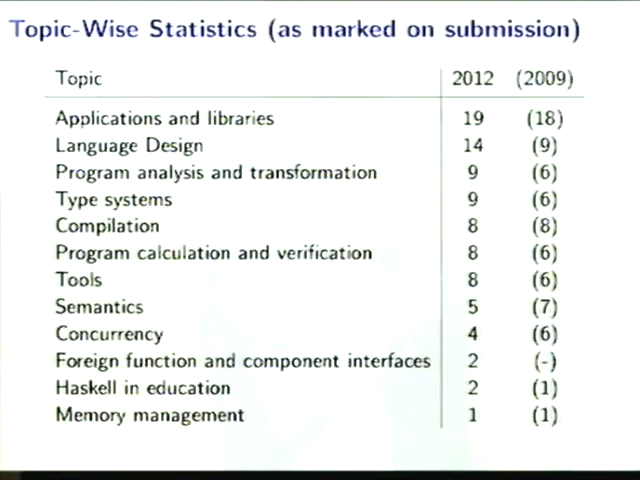 Topic-Wise Statistics (as marked on submission)
Topic 2012 (2009)
Applications and libraries 19 (18)
Language Design 14 (9)
Program analysis and transformation 9 (6)
Type systems 9 (6)
Compilation 8 (8)
Program calculation and verification 8 (6)
Tools 8 (6)
Semantics 5 (7)
Concurrency 4 (6)
Foreign function and component interfaces 2 (-)
Haskell in education 2 (1)
Memory management 1 (1)